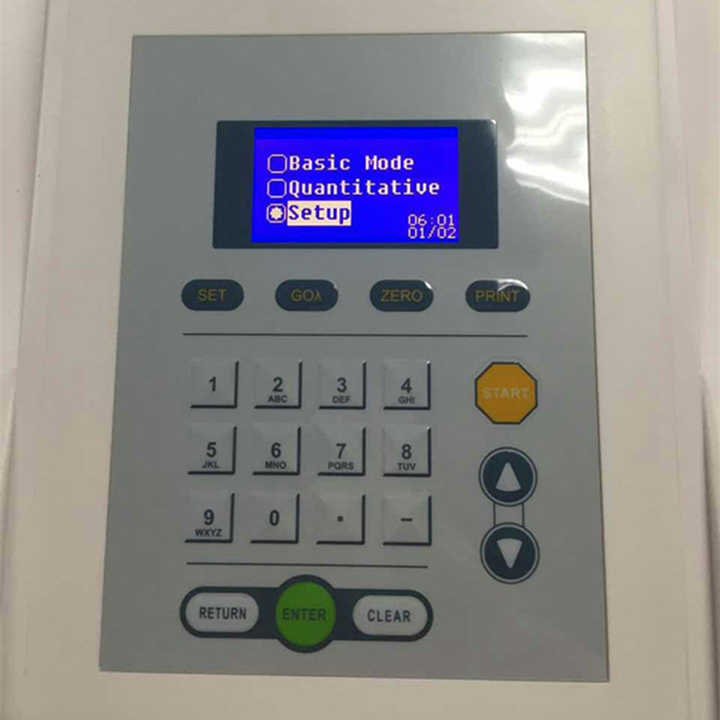 Basic Mode
Quantitative
Setup
06:01
01/02
SET GOλ ZERO PRINT
1 2 3 4
ABC DEF GHI
START
5 6 7 8
JKL MNO PQRS TUV
9 0 . –
WXYZ
RETURN ENTER CLEAR